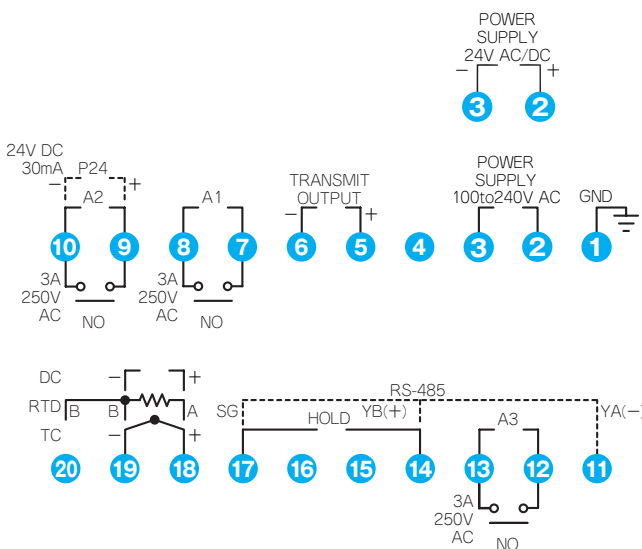 POWER
SUPPLY
24V AC/DC
- +
3 2
24V DC
30mA P24
- +
A2 A1
TRANSMIT
OUTPUT
- +
POWER
SUPPLY
100to240V AC
GND
10 9 8 7 6 5 4 3 2 1
3A
250V
AC
NO
3A
250V
AC
NO
DC - +
RTD B B A
TC - +
SG HOLD YB(+) RS-485 YA(-)
A3
20 19 18 17 16 15 14 13 12 11
3A
250V
AC
NO